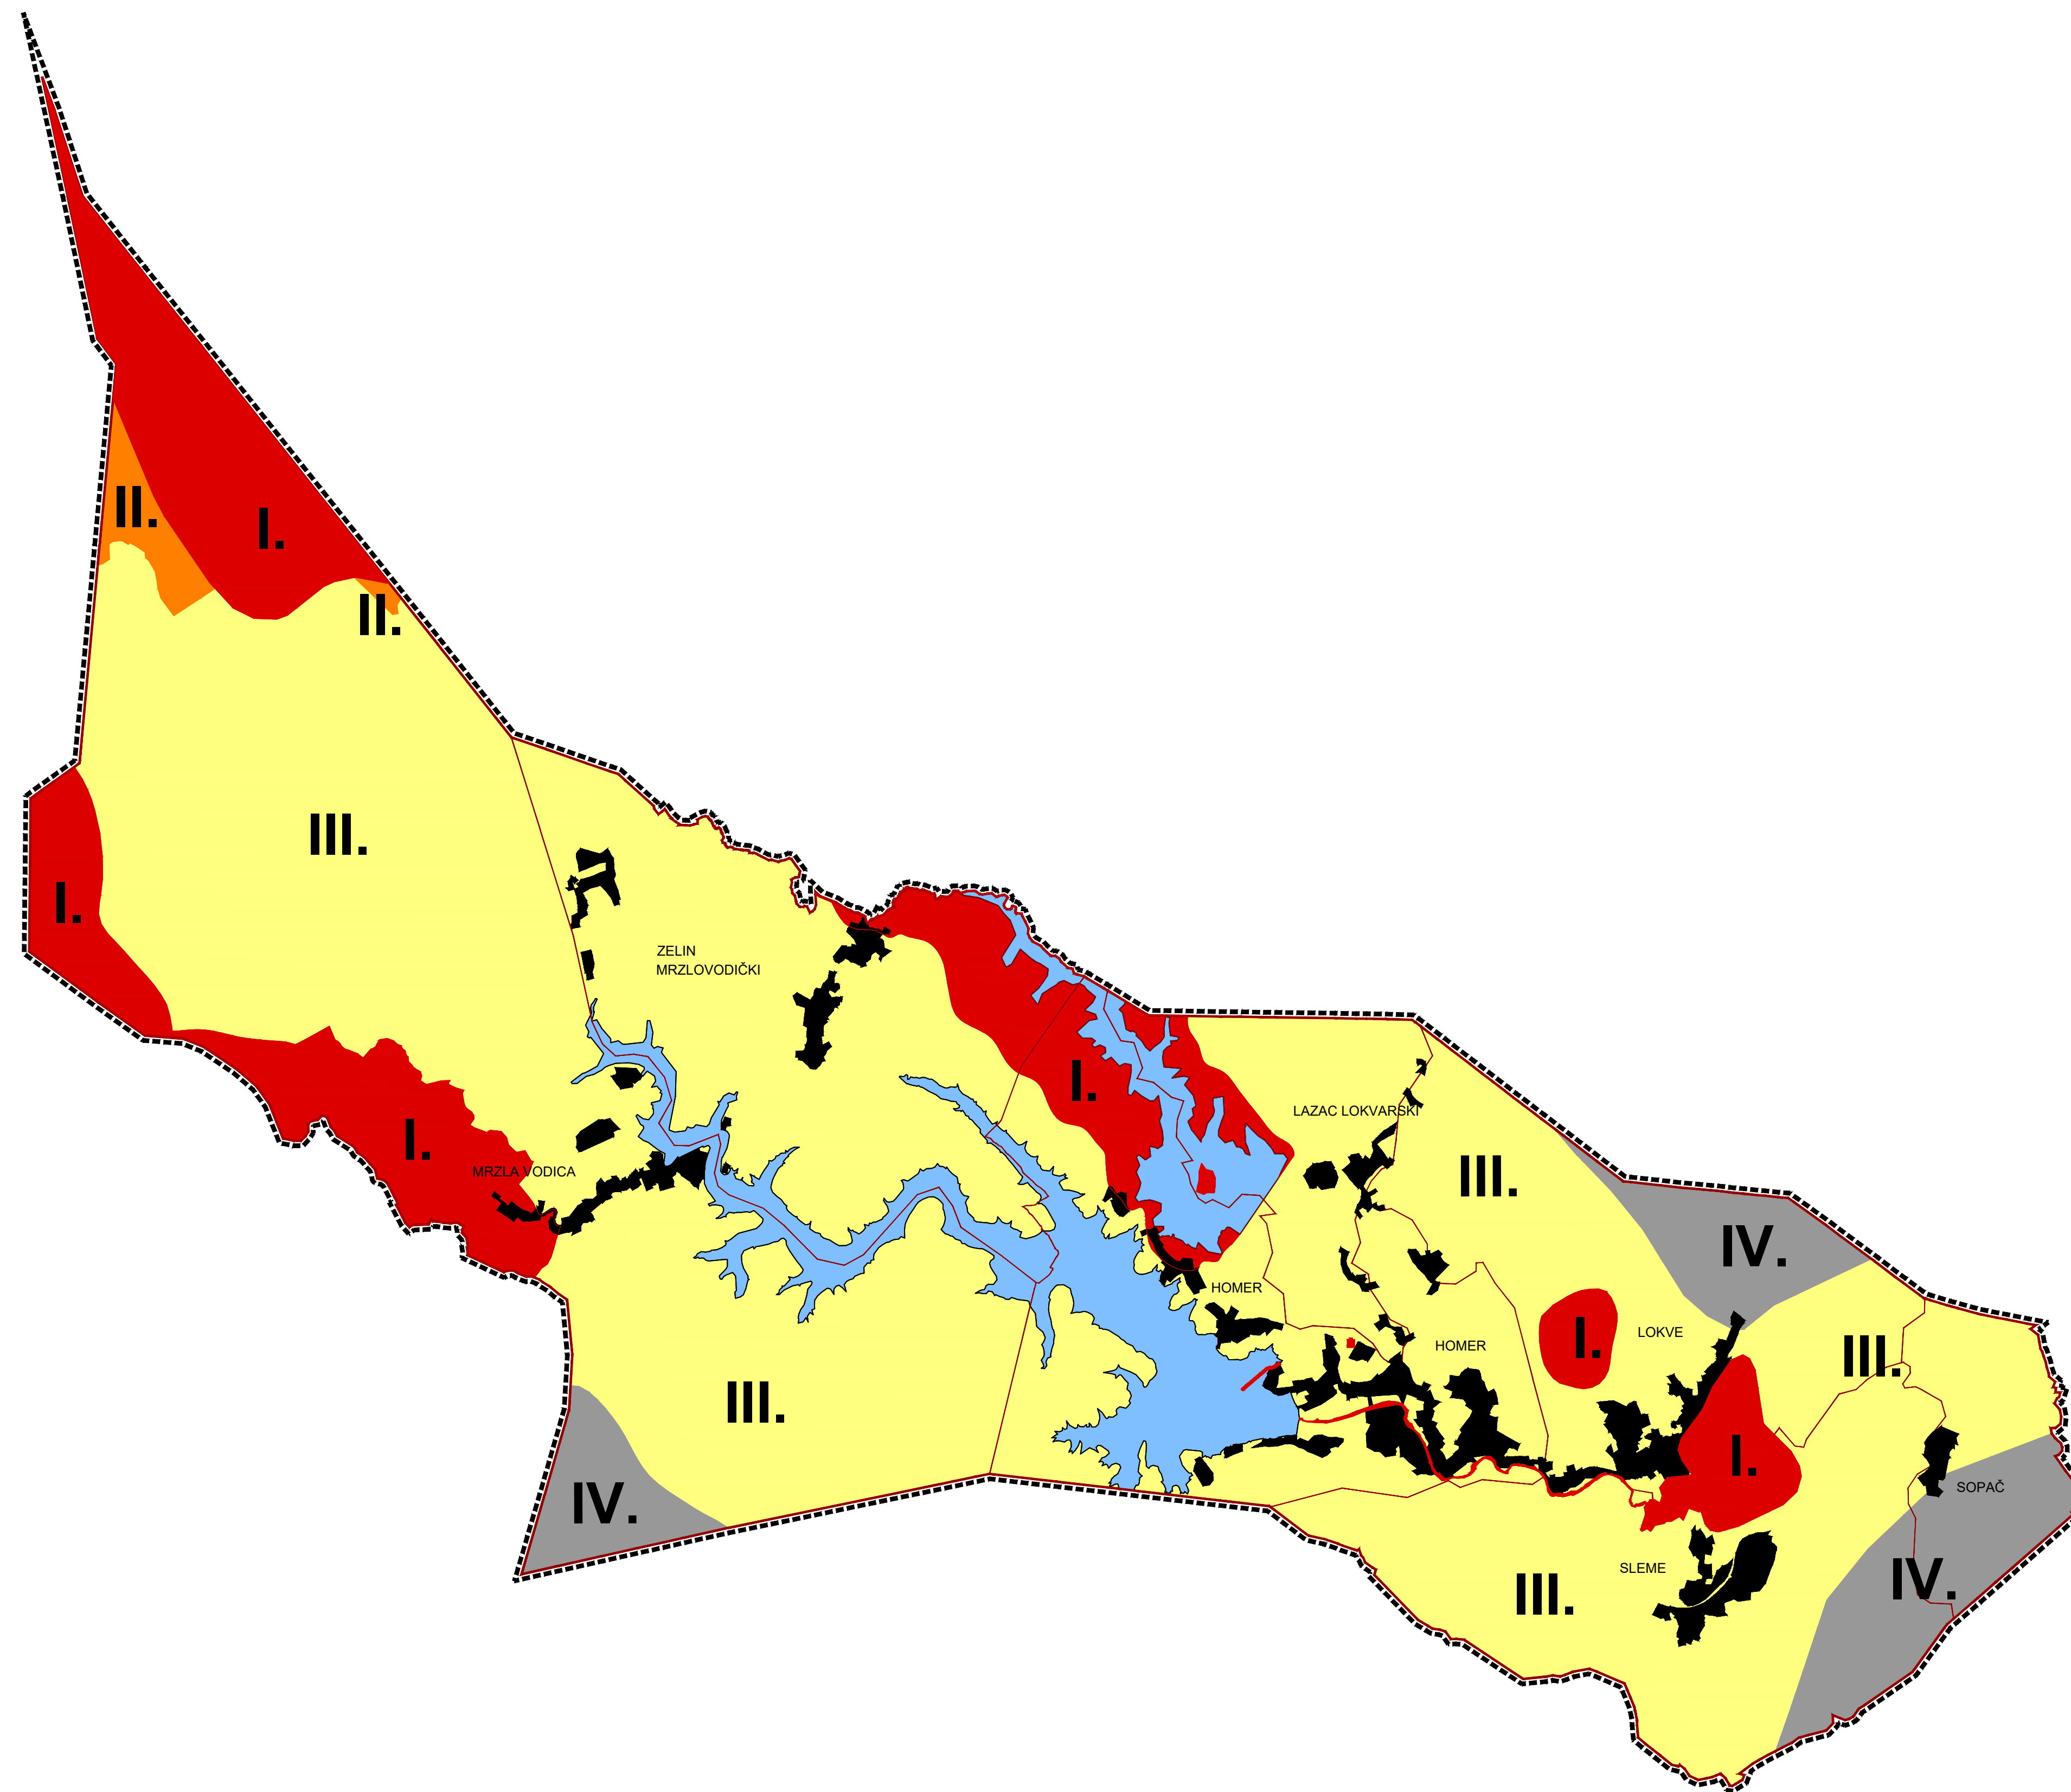 II.
I.
II.
III.
I.
ZELIN
MRZLOVODIČKI
I.
LAZAC LOKVARSKI
I.
MRZLA VODICA
III.
IV.
HOMER
I.
LOKVE
HOMER
III.
III.
I.
SOPAČ
IV.
SLEME
IV.
III.